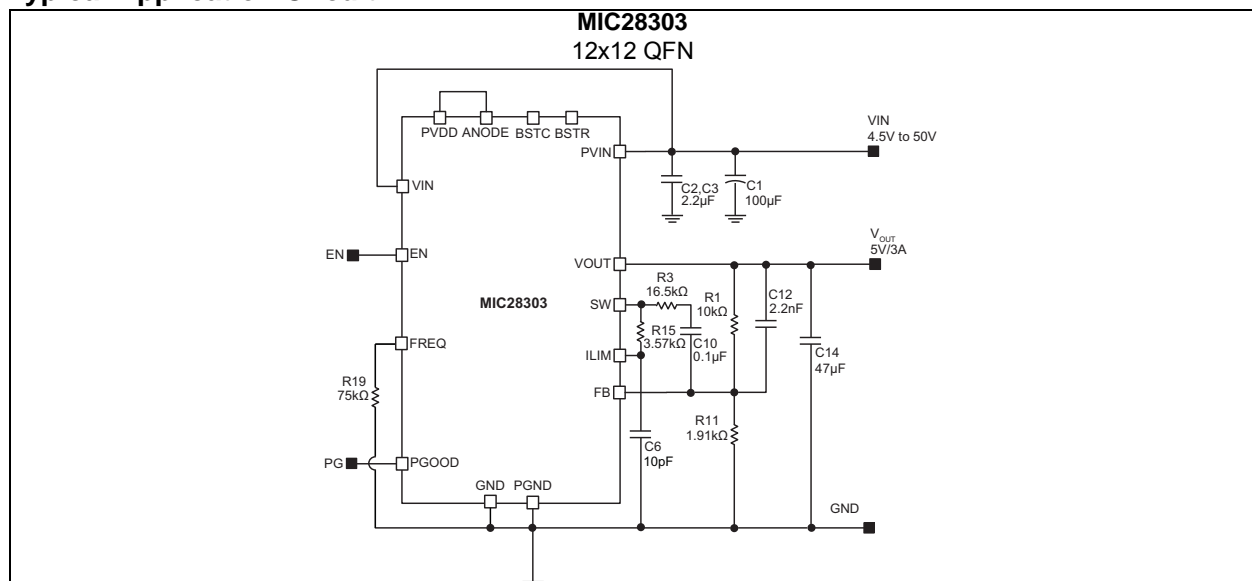 MIC28303
12x12 QFN
PVDD ANODE BSTC BSTR
VIN
4.5V to 50V
PVIN
VIN
C2,C3
2.2µF
C1
100µF
EN
EN
VOUT
V_OUT
5V/3A
MIC28303
SW
R3
16.5kΩ
R1
10kΩ
C12
2.2nF
R15
3.57kΩ
C10
0.1µF
FREQ
ILIM
C14
47µF
R19
75kΩ
FB
R11
1.91kΩ
C6
10pF
PG
PGOOD
GND PGND
GND